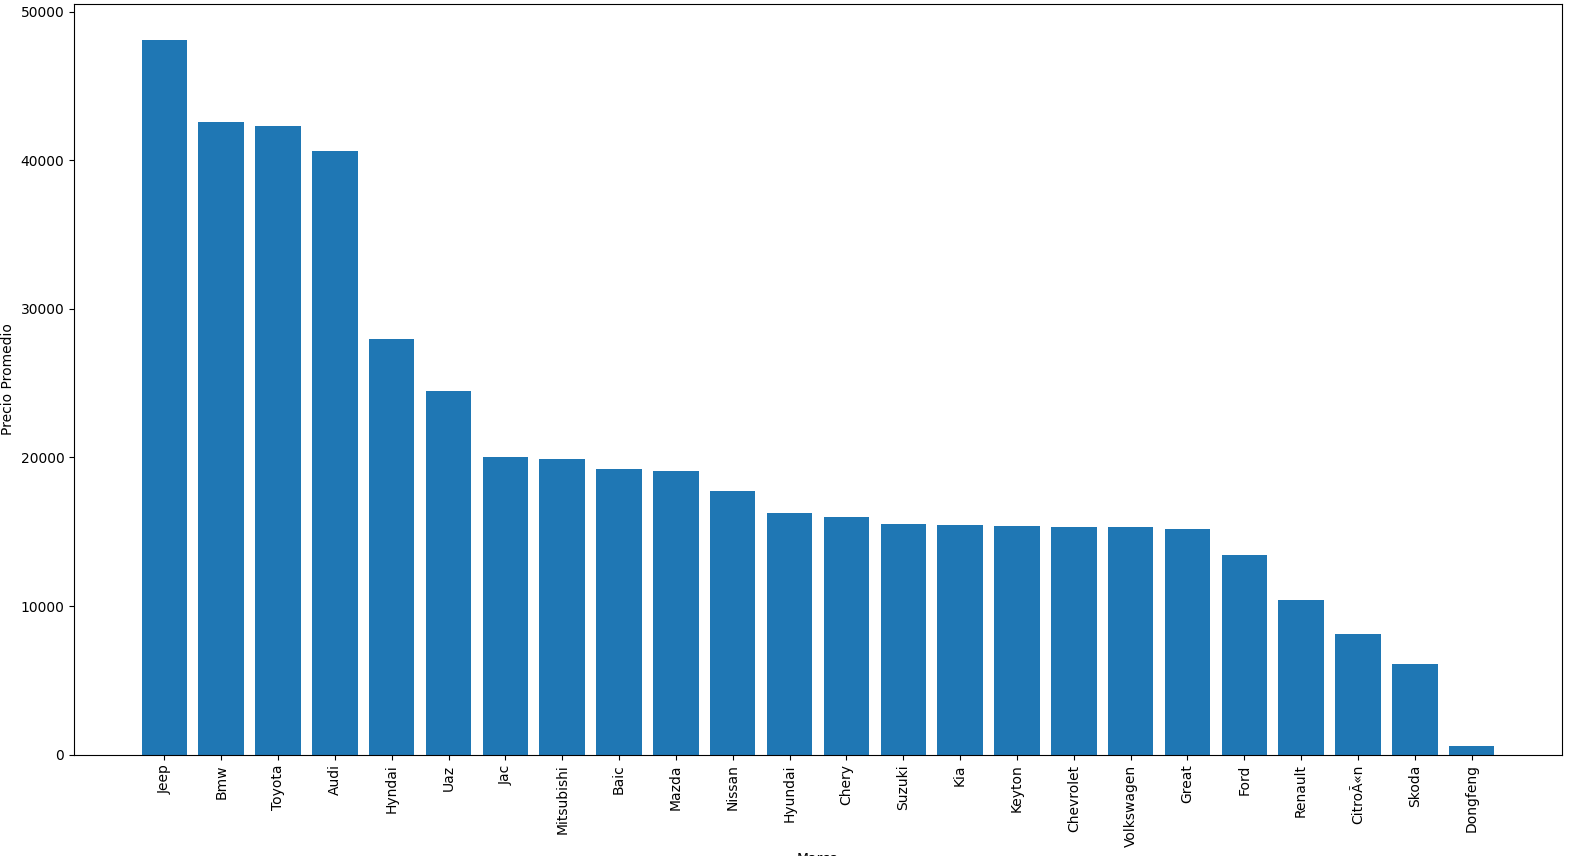 50000
40000
30000
20000
10000
0
Precio Promedio
Jeep
Bmw
Toyota
Audi
Hyndai
Uaz
Jac
Mitsubishi
Baic
Mazda
Nissan
Hyundai
Chery
Suzuki
Kia
Keyton
Chevrolet
Volkswagen
Great
Ford
Renault
CitroÃ«n
Skoda
Dongfeng
Marca